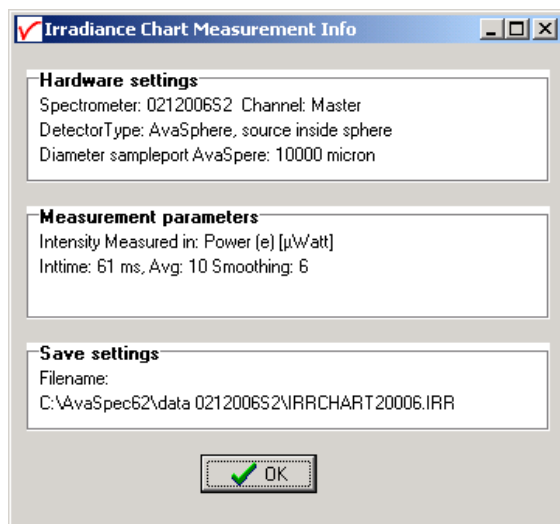 Irradiance Chart Measurement Info
Hardware settings
Spectrometer: 0212006S2 Channel: Master
DetectorType: AvaSphere, source inside sphere
Diameter sampleport AvaSpere: 10000 micron
Measurement parameters
Intensity Measured in: Power (e) [µWatt]
Inttime: 61 ms, Avg: 10 Smoothing: 6
Save settings
Filename:
C:\AvaSpec62\data 0212006S2\IRRCHART20006.IRR
OK